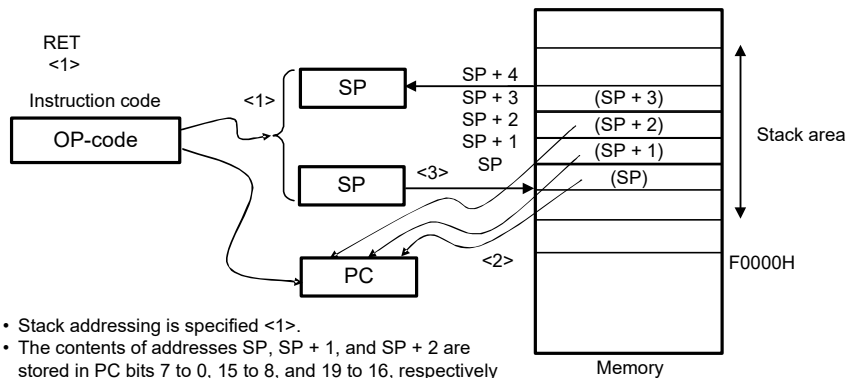 RET
<1>
Instruction code
OP-code
<1>
SP
SP
<3>
PC
<2>
SP + 4
SP + 3
SP + 2
SP + 1
SP
(SP + 3)
(SP + 2)
(SP + 1)
(SP)
Stack area
F0000H
Memory
• Stack addressing is specified <1>.
• The contents of addresses SP, SP + 1, and SP + 2 are
stored in PC bits 7 to 0, 15 to 8, and 19 to 16, respectively